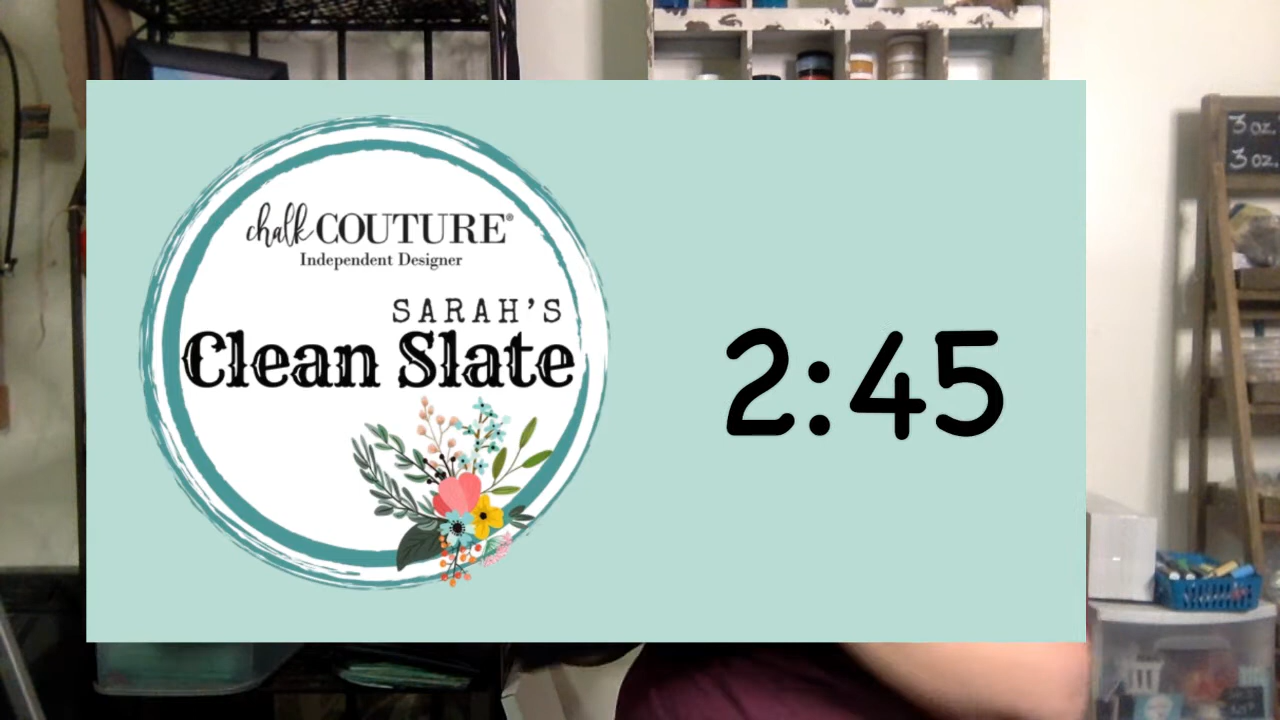 chalk COUTURE®
Independent Designer
SARAH'S
Clean Slate
2:45
3 oz.
3 oz.